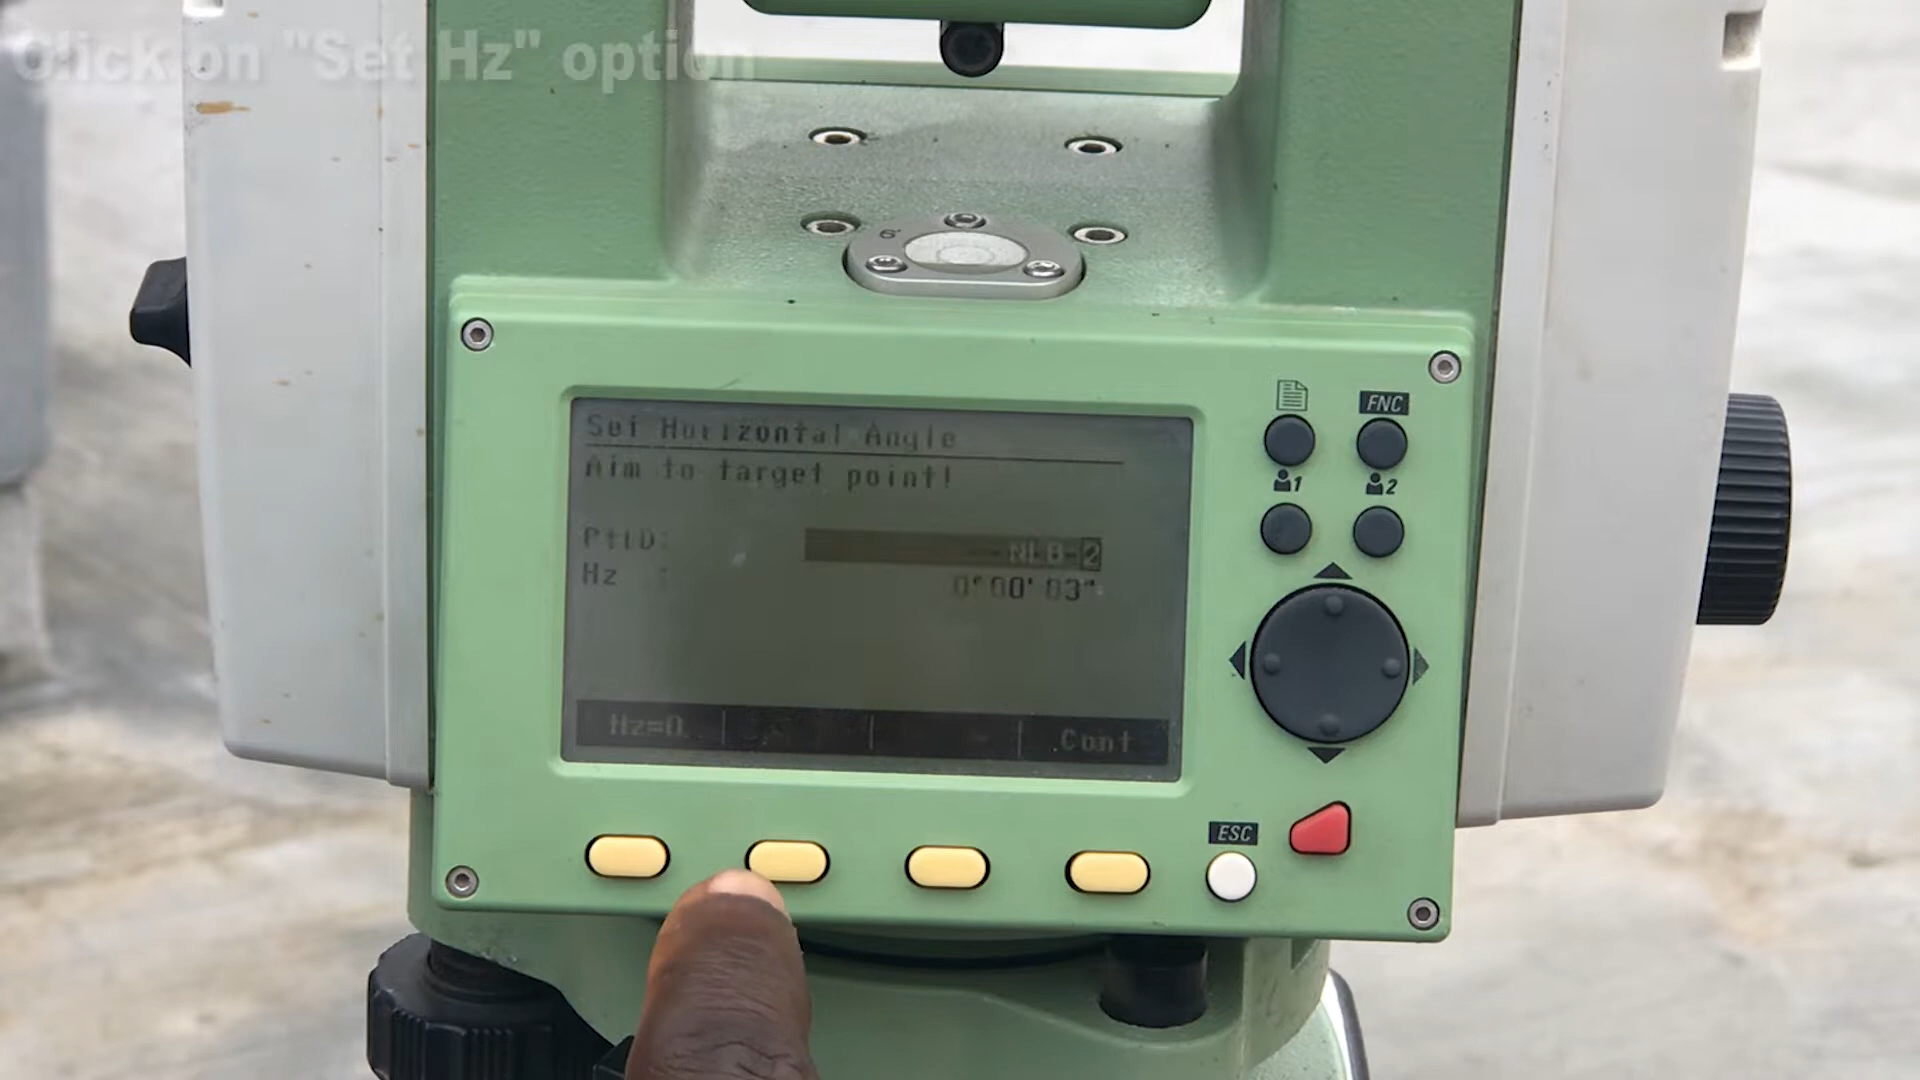 Click on "Set Hz" option
6'
FNC
1
2
Set Horizontal Angle
Aim to target point!
PtID: NLB-2
Hz : 0°00'03"
Hz=0 Cont
ESC